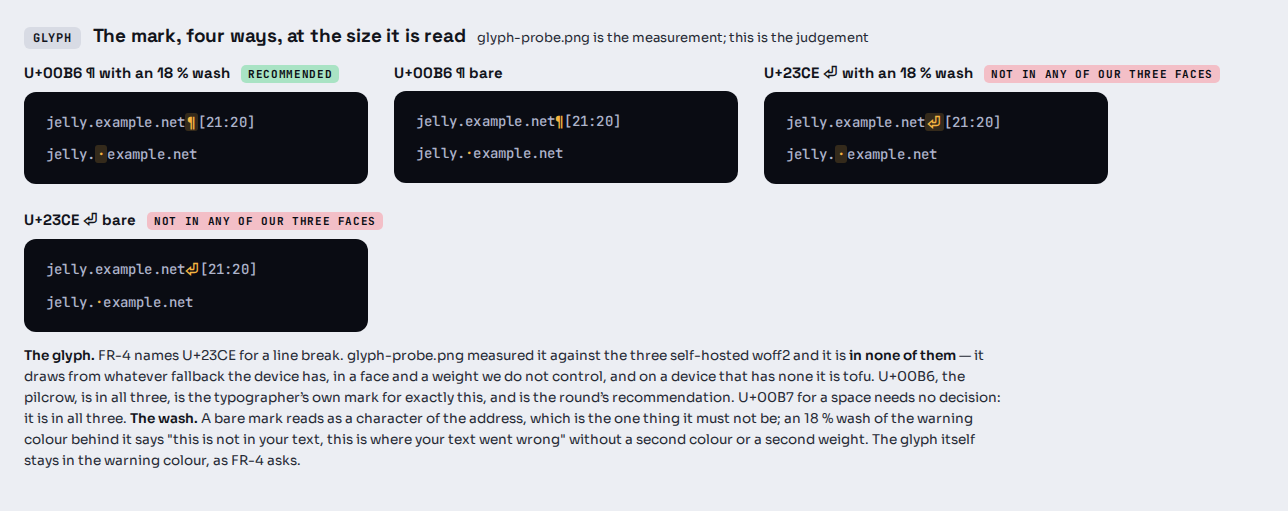 GLYPH The mark, four ways, at the size it is read glyph-probe.png is the measurement; this is the judgement
U+00B6 ¶ with an 18 % wash RECOMMENDED
jelly.example.net¶[21:20]
jelly.·example.net
U+00B6 ¶ bare
jelly.example.net¶[21:20]
jelly.·example.net
U+23CE ⏎ with an 18 % wash NOT IN ANY OF OUR THREE FACES
jelly.example.net⏎[21:20]
jelly.·example.net
U+23CE ⏎ bare NOT IN ANY OF OUR THREE FACES
jelly.example.net⏎[21:20]
jelly.·example.net
The glyph. FR-4 names U+23CE for a line break. glyph-probe.png measured it against the three self-hosted woff2 and it is in none of them — it
draws from whatever fallback the device has, in a face and a weight we do not control, and on a device that has none it is tofu. U+00B6, the
pilcrow, is in all three, is the typographer’s own mark for exactly this, and is the round’s recommendation. U+00B7 for a space needs no decision:
it is in all three. The wash. A bare mark reads as a character of the address, which is the one thing it must not be; an 18 % wash of the warning
colour behind it says "this is not in your text, this is where your text went wrong" without a second colour or a second weight. The glyph itself
stays in the warning colour, as FR-4 asks.